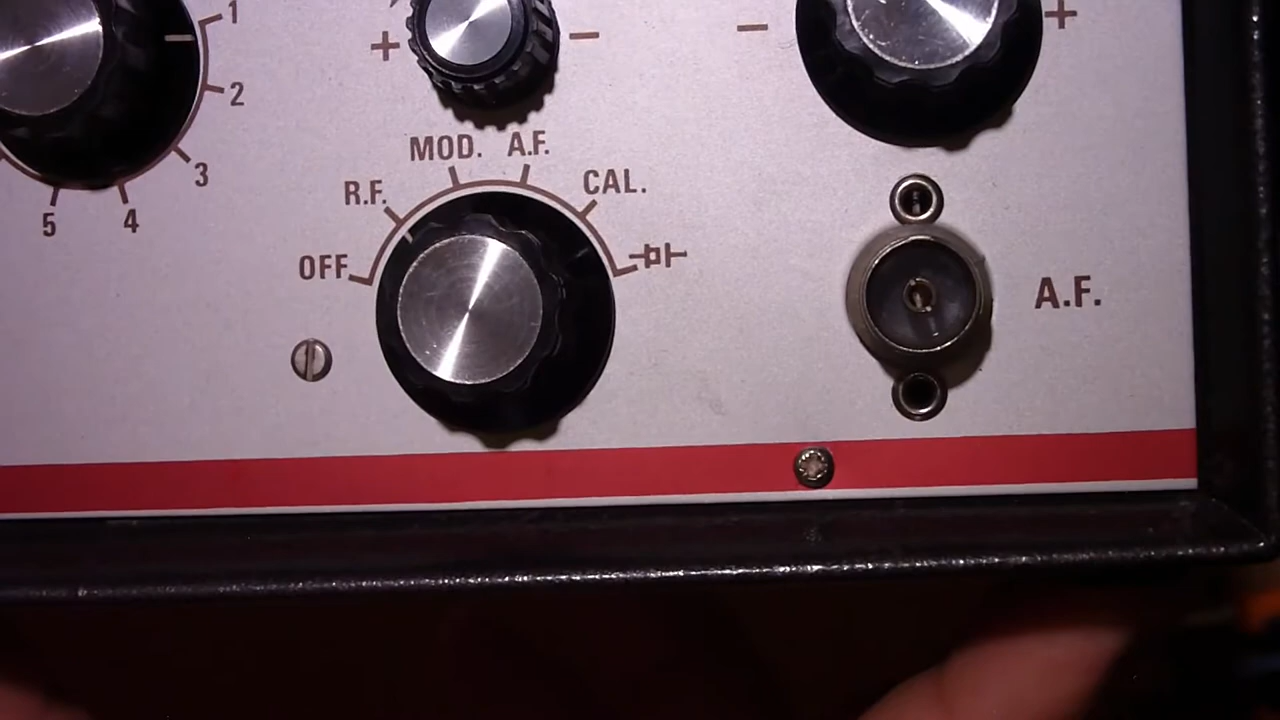 1
2
3
4
5
+ −
− +
MOD. A.F.
R.F. CAL.
OFF
A.F.